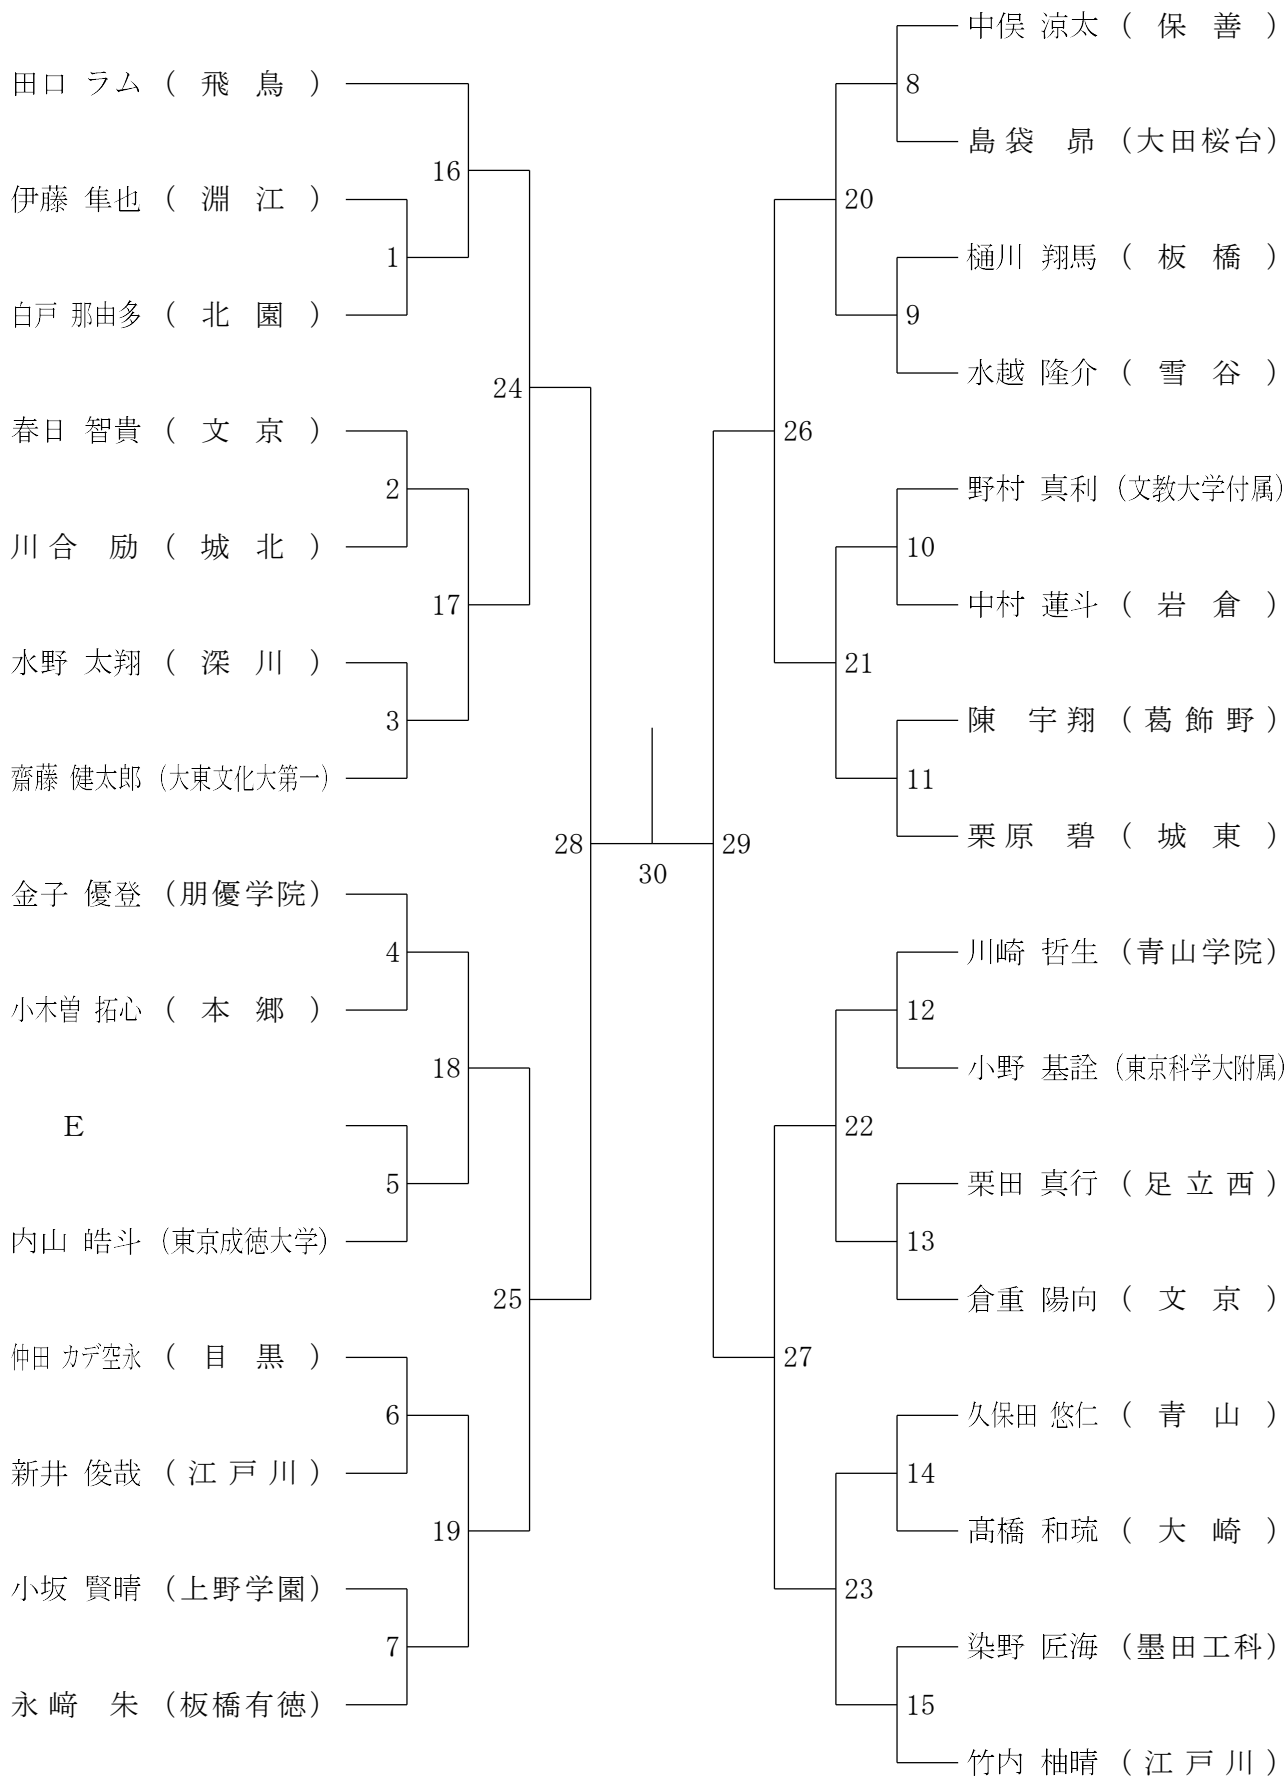 田口 ラム ( 飛 鳥 )
16
伊藤 隼也 ( 淵 江 )
1
白戸 那由多 ( 北 園 )
24
春日 智貴 ( 文 京 )
2
川合 励 ( 城 北 )
17
水野 太翔 ( 深 川 )
3
齋藤 健太郎 (大東文化大第一)
28
金子 優登 (朋優学院)
4
小木曽 拓心 ( 本 郷 )
18
E
5
内山 皓斗 (東京成徳大学)
25
仲田 カデ空永 ( 目 黒 )
6
新井 俊哉 ( 江 戸 川 )
19
小坂 賢晴 (上野学園)
7
永﨑 朱 (板橋有徳)
30
中俣 涼太 ( 保 善 )
8
島袋 昴 (大田桜台)
20
樋川 翔馬 ( 板 橋 )
9
水越 隆介 ( 雪 谷 )
26
野村 真利 (文教大学付属)
10
中村 蓮斗 ( 岩 倉 )
21
陳 宇翔 ( 葛 飾 野 )
11
栗原 碧 ( 城 東 )
29
川崎 哲生 (青山学院)
12
小野 基詮 (東京科学大附属)
22
栗田 真行 ( 足 立 西 )
13
倉重 陽向 ( 文 京 )
27
久保田 悠仁 ( 青 山 )
14
髙橋 和琉 ( 大 崎 )
23
染野 匠海 (墨田工科)
15
竹内 柚晴 ( 江 戸 川 )